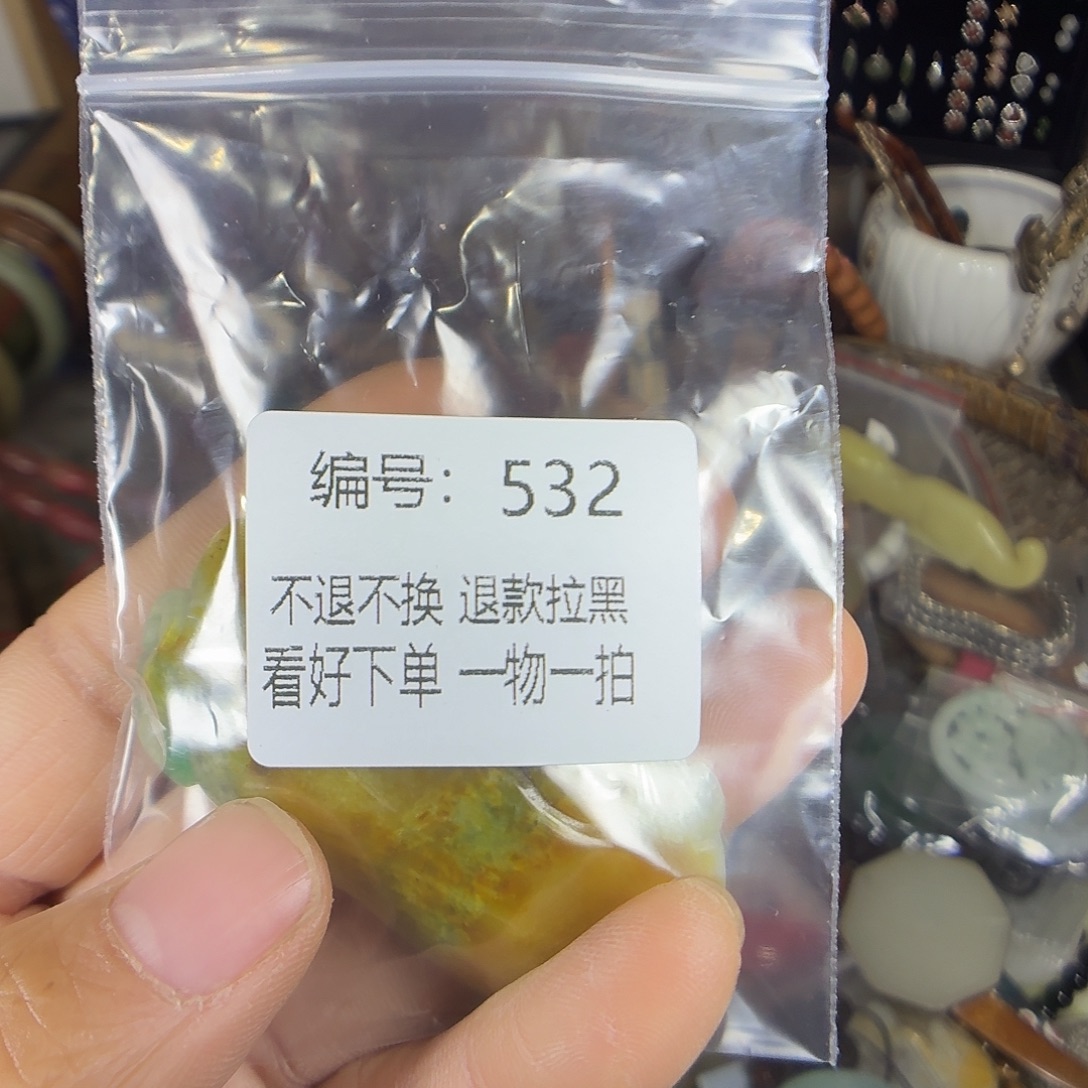 编号：532
不退不换 退款拉黑
看好下单 一物一拍